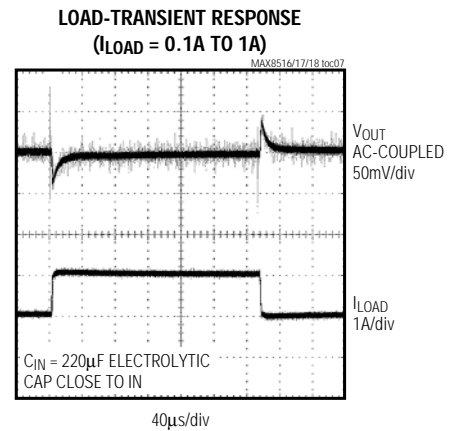 LOAD-TRANSIENT RESPONSE
(ILOAD = 0.1A TO 1A)
MAX8516/17/18 toc07
VOUT
AC-COUPLED
50mV/div
ILOAD
1A/div
CIN = 220µF ELECTROLYTIC
CAP CLOSE TO IN
40µs/div